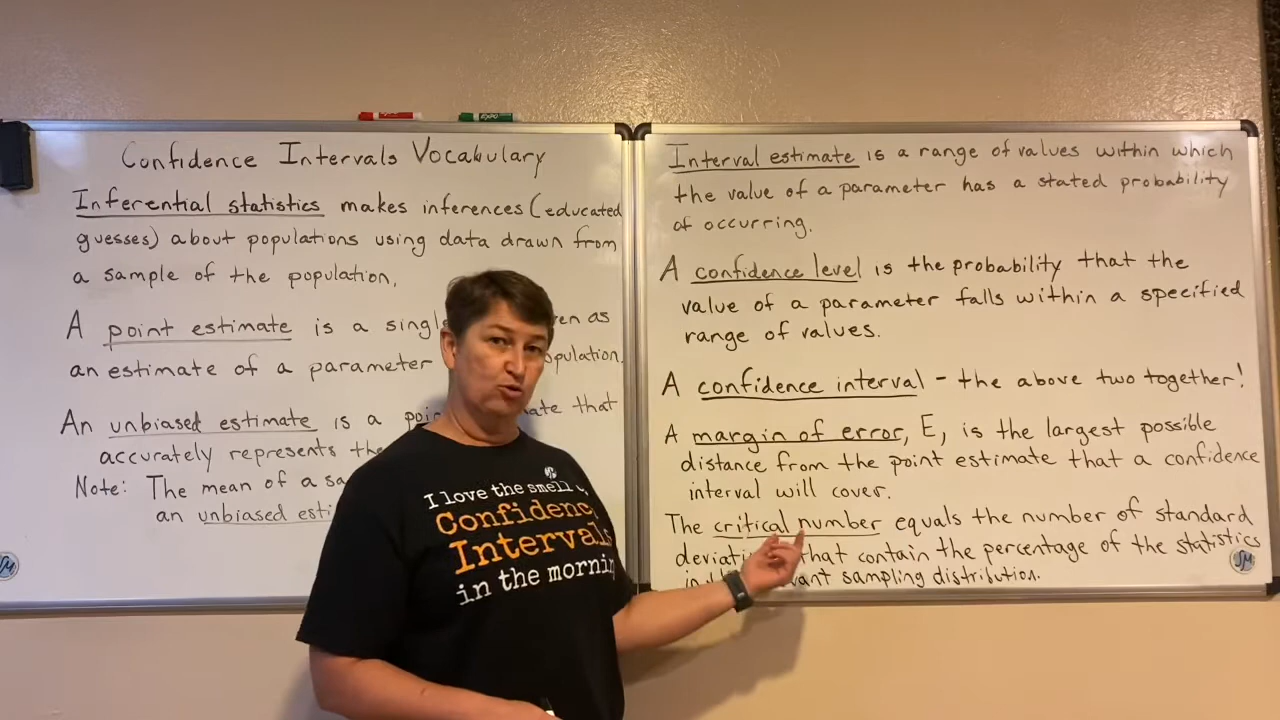 EXPO
Confidence Intervals Vocabulary
Inferential statistics makes inferences (educated
guesses) about populations using data drawn from
a sample of the population.
A point estimate is a as
an estimate of a parameter
An unbiased estimate is a that
accurately represents
Note: The mean of a
an unbiased
Interval estimate is a range of values within which
the value of a parameter has a stated probability
of occurring.
A confidence level is the probability that the
value of a parameter falls within a specified
range of values.
A confidence interval - the above two together!
A margin of error, E, is the largest possible
distance from the point estimate that a confidence
interval will cover.
The critical number equals the number of standard
that contain the percentage of the statistics
sampling distribution.
I love the smell
Confidence
Intervals
in the